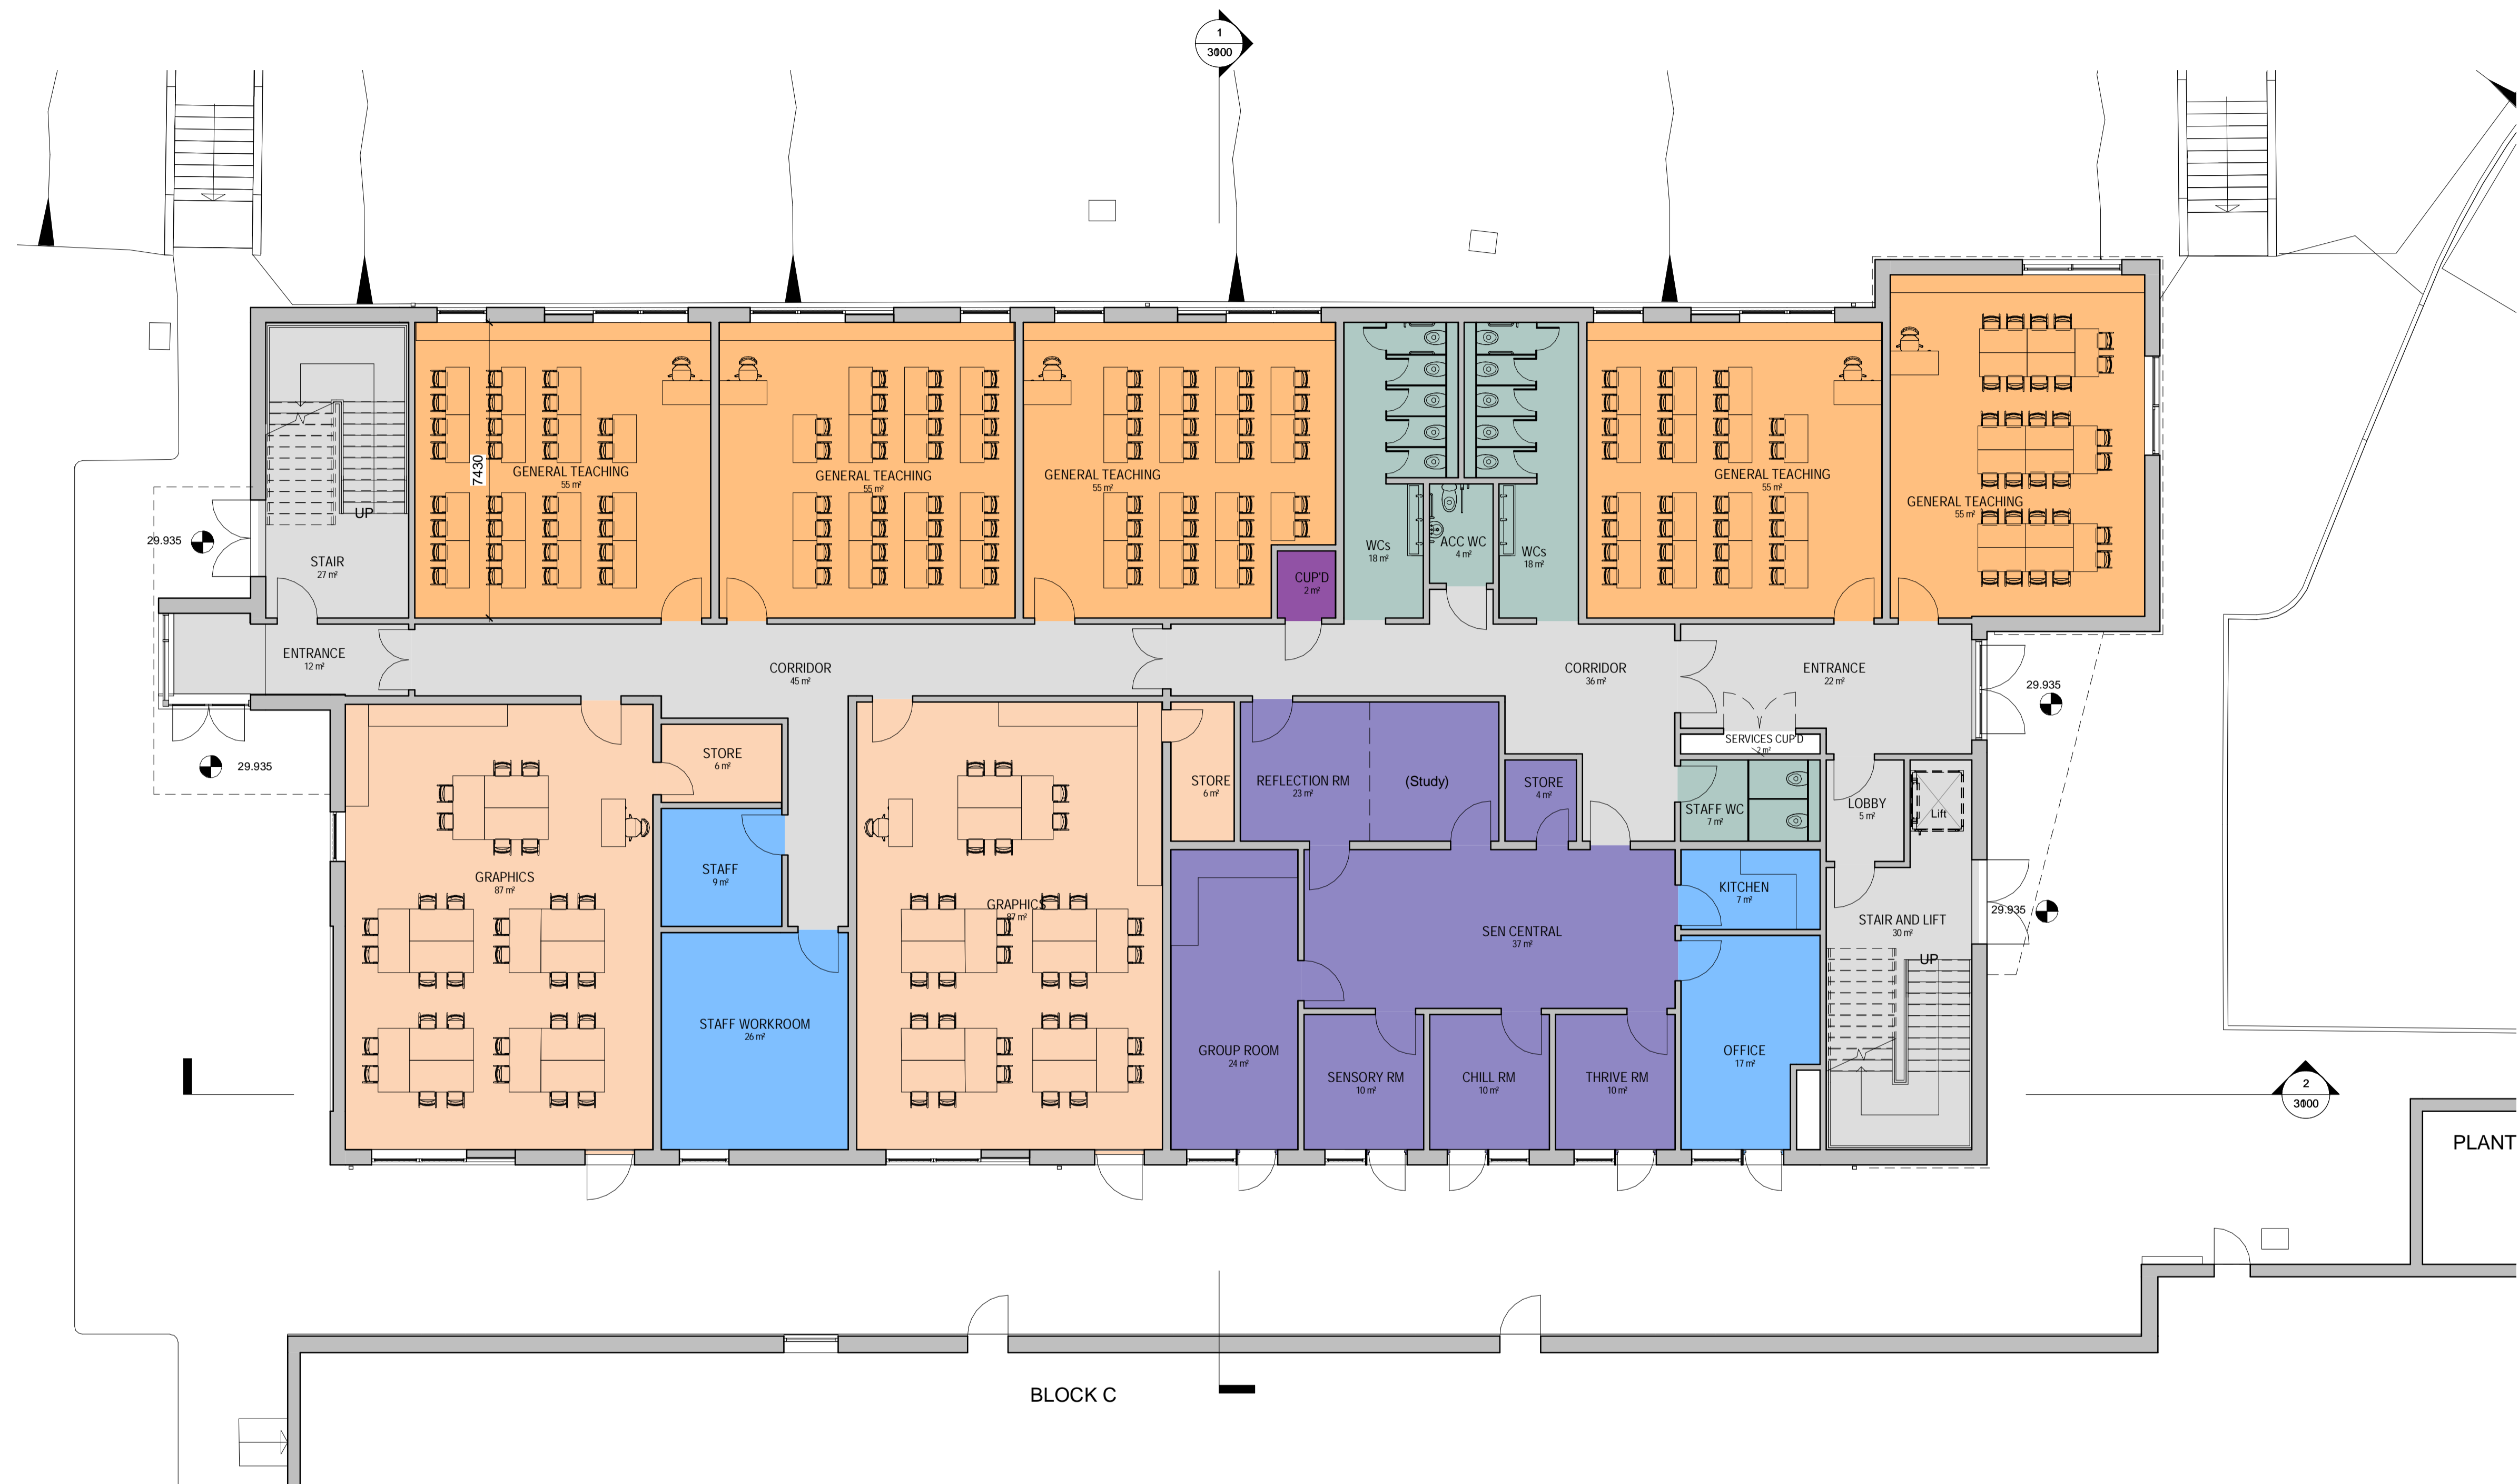 1
3100
GENERAL TEACHING
55 m²
7430
GENERAL TEACHING
55 m²
GENERAL TEACHING
55 m²
GENERAL TEACHING
55 m²
GENERAL TEACHING
55 m²
UP
29.935
STAIR
27 m²
WCs
18 m²
ACC WC
4 m²
WCs
18 m²
CUP'D
2 m²
ENTRANCE
12 m²
CORRIDOR
45 m²
CORRIDOR
36 m²
ENTRANCE
22 m²
29.935
29.935
STORE
6 m²
STORE
6 m²
REFLECTION RM
23 m²
(Study)
STORE
4 m²
SERVICES CUP'D
2 m²
STAFF WC
7 m²
LOBBY
5 m²
Lift
GRAPHICS
87 m²
STAFF
9 m²
GRAPHICS
87 m²
SEN CENTRAL
37 m²
KITCHEN
7 m²
STAIR AND LIFT
30 m²
29.935
UP
STAFF WORKROOM
26 m²
GROUP ROOM
24 m²
SENSORY RM
10 m²
CHILL RM
10 m²
THRIVE RM
10 m²
OFFICE
17 m²
2
3100
PLANT
BLOCK C